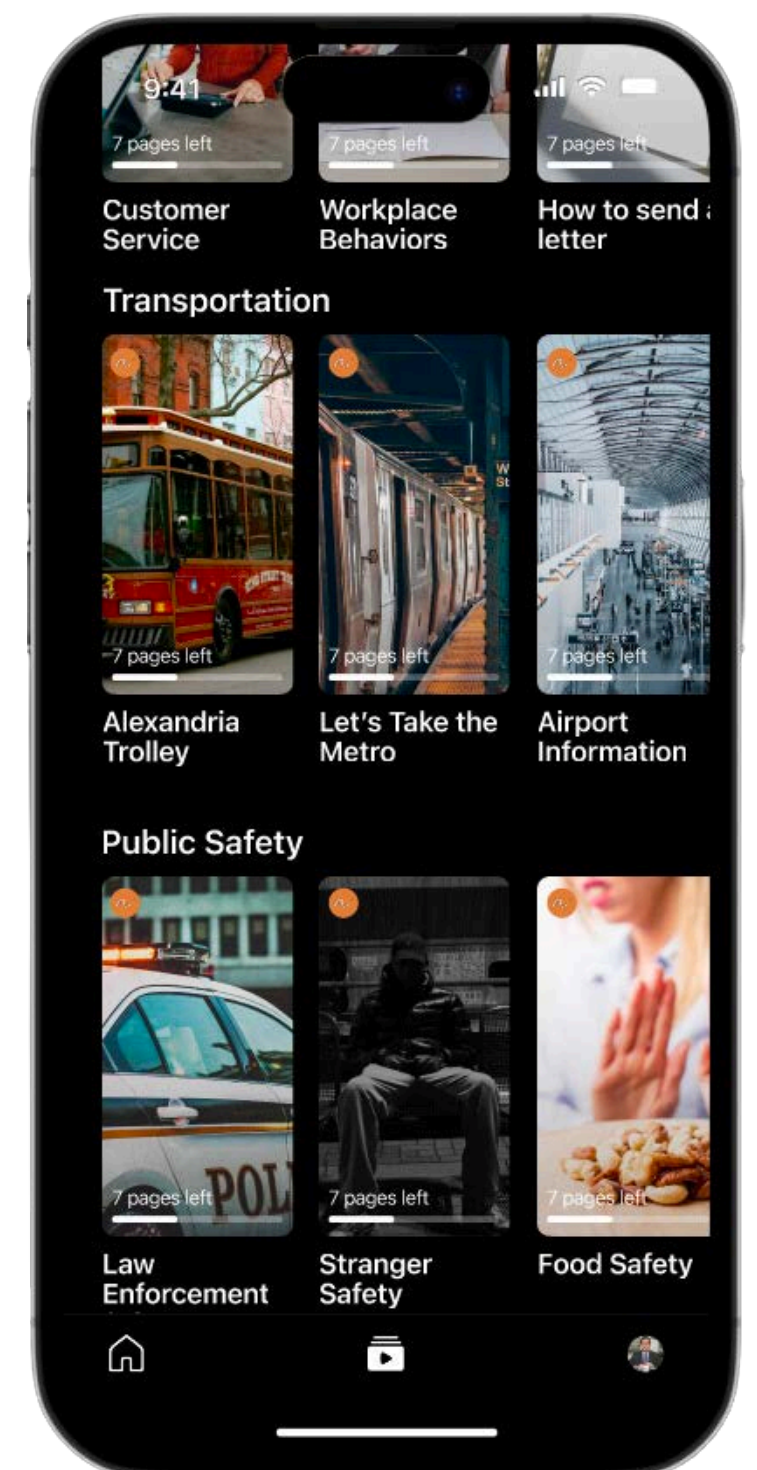 9:41
7 pages left
7 pages left
7 pages left
Customer
Service
Workplace
Behaviors
How to send a
letter
Transportation
W
St
7 pages left
7 pages left
7 pages left
Alexandria
Trolley
Let's Take the
Metro
Airport
Information
Public Safety
POLI
7 pages left
7 pages left
7 pages left
Law
Enforcement
Stranger
Safety
Food Safety